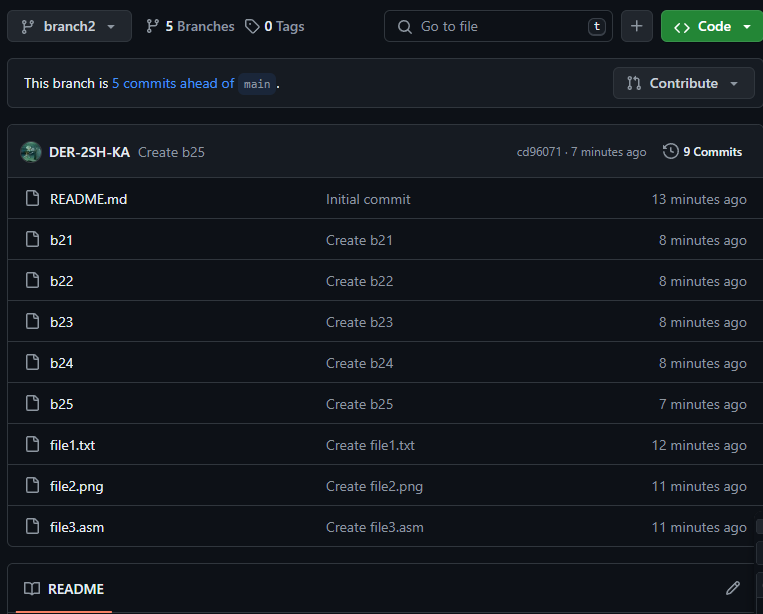 branch2 5 Branches 0 Tags Go to file t Code
This branch is 5 commits ahead of main .
Contribute
DER-2SH-KA Create b25 cd96071 · 7 minutes ago 9 Commits
README.md Initial commit 13 minutes ago
b21 Create b21 8 minutes ago
b22 Create b22 8 minutes ago
b23 Create b23 8 minutes ago
b24 Create b24 8 minutes ago
b25 Create b25 7 minutes ago
file1.txt Create file1.txt 12 minutes ago
file2.png Create file2.png 11 minutes ago
file3.asm Create file3.asm 11 minutes ago
README